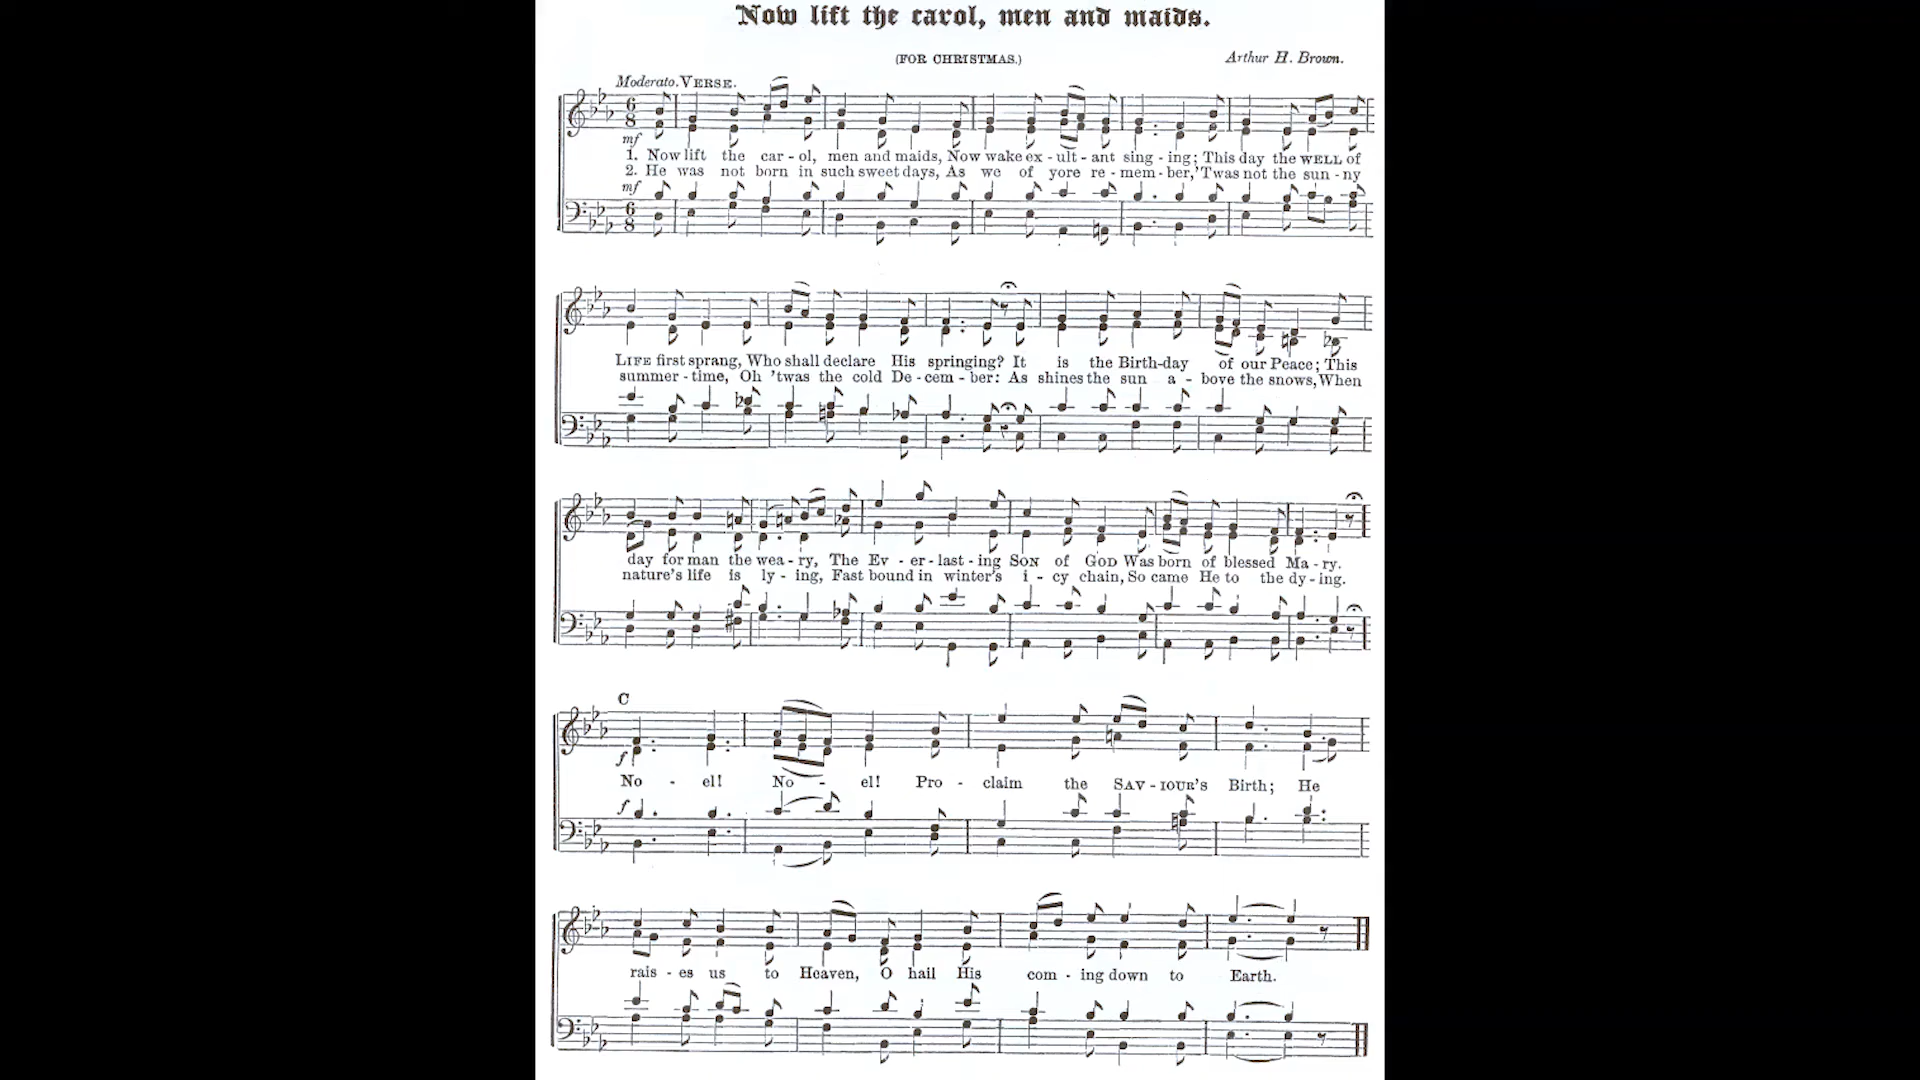 Now lift the carol, men and maids.
(FOR CHRISTMAS.)
Arthur H. Brown.
Moderato. VERSE.
mf
1. Now lift the car - ol, men and maids, Now wake ex - ult - ant sing - ing; This day the WELL of
2. He was not born in such sweet days, As we of yore re - mem - ber, 'Twas not the sun - ny
mf
LIFE first sprang, Who shall declare His springing? It is the Birth-day of our Peace; This
summer - time, Oh 'twas the cold De - cem - ber: As shines the sun a - bove the snows, When
day for man the wea - ry, The Ev - er - last - ing SON of GOD Was born of blessed Ma - ry.
nature's life is ly - ing, Fast bound in winter's i - cy chain, So came He to the dy - ing.
C
f
No - el! No - el! Pro - claim the SAV - IOUR'S Birth; He
f
rais - es us to Heaven, O hail His com - ing down to Earth.